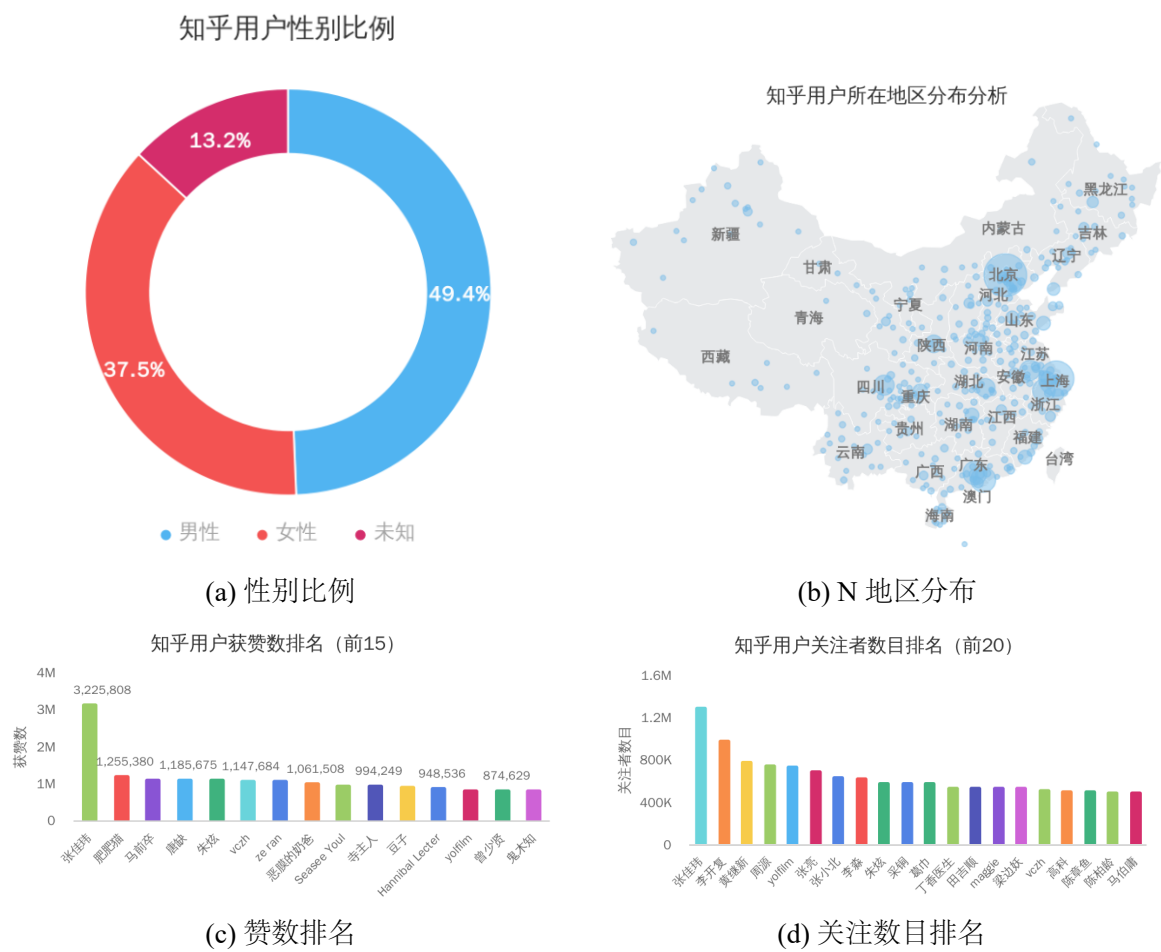 知乎用户性别比例
13.2%
49.4%
37.5%
男性 女性 未知
(a) 性别比例
知乎用户所在地区分布分析
黑龙江
内蒙古
吉林
新疆
辽宁
甘肃
北京
河北
宁夏
青海
山东
陕西
河南
江苏
西藏
安徽
上海
四川
湖北
重庆
浙江
江西
湖南
贵州
福建
云南
台湾
广东
广西
澳门
海南
(b) N 地区分布
知乎用户获赞数排名（前15）
获赞数
4M
3M
2M
1M
0
3,225,808
1,255,380
1,185,675
1,147,684
1,061,508
994,249
948,536
874,629
张佳玮
肥肥猫
马前卒
唐缺
朱炫
vczh
ze ran
恶膜的奶爸
Seasee Youl
寺主人
豆子
Hannibal Lecter
yolfilm
曾少贤
鬼木知
(c) 赞数排名
知乎用户关注者数目排名（前20）
关注者数目
1.6M
1.2M
800K
400K
0
张佳玮
李开复
黄继新
周源
yolfilm
张亮
张小北
李淼
朱炫
采铜
葛巾
丁香医生
田吉顺
maggie
梁边妖
vczh
高科
陈章鱼
陈柏龄
马伯庸
(d) 关注数目排名